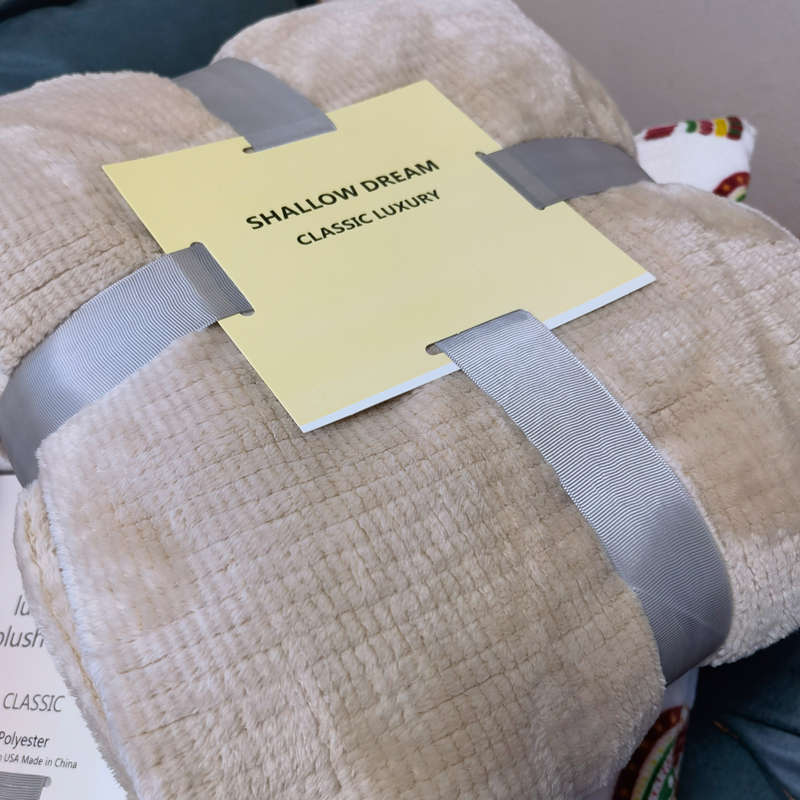 SHALLOW DREAM
CLASSIC LUXURY
CLASSIC
Polyester
USA Made in China